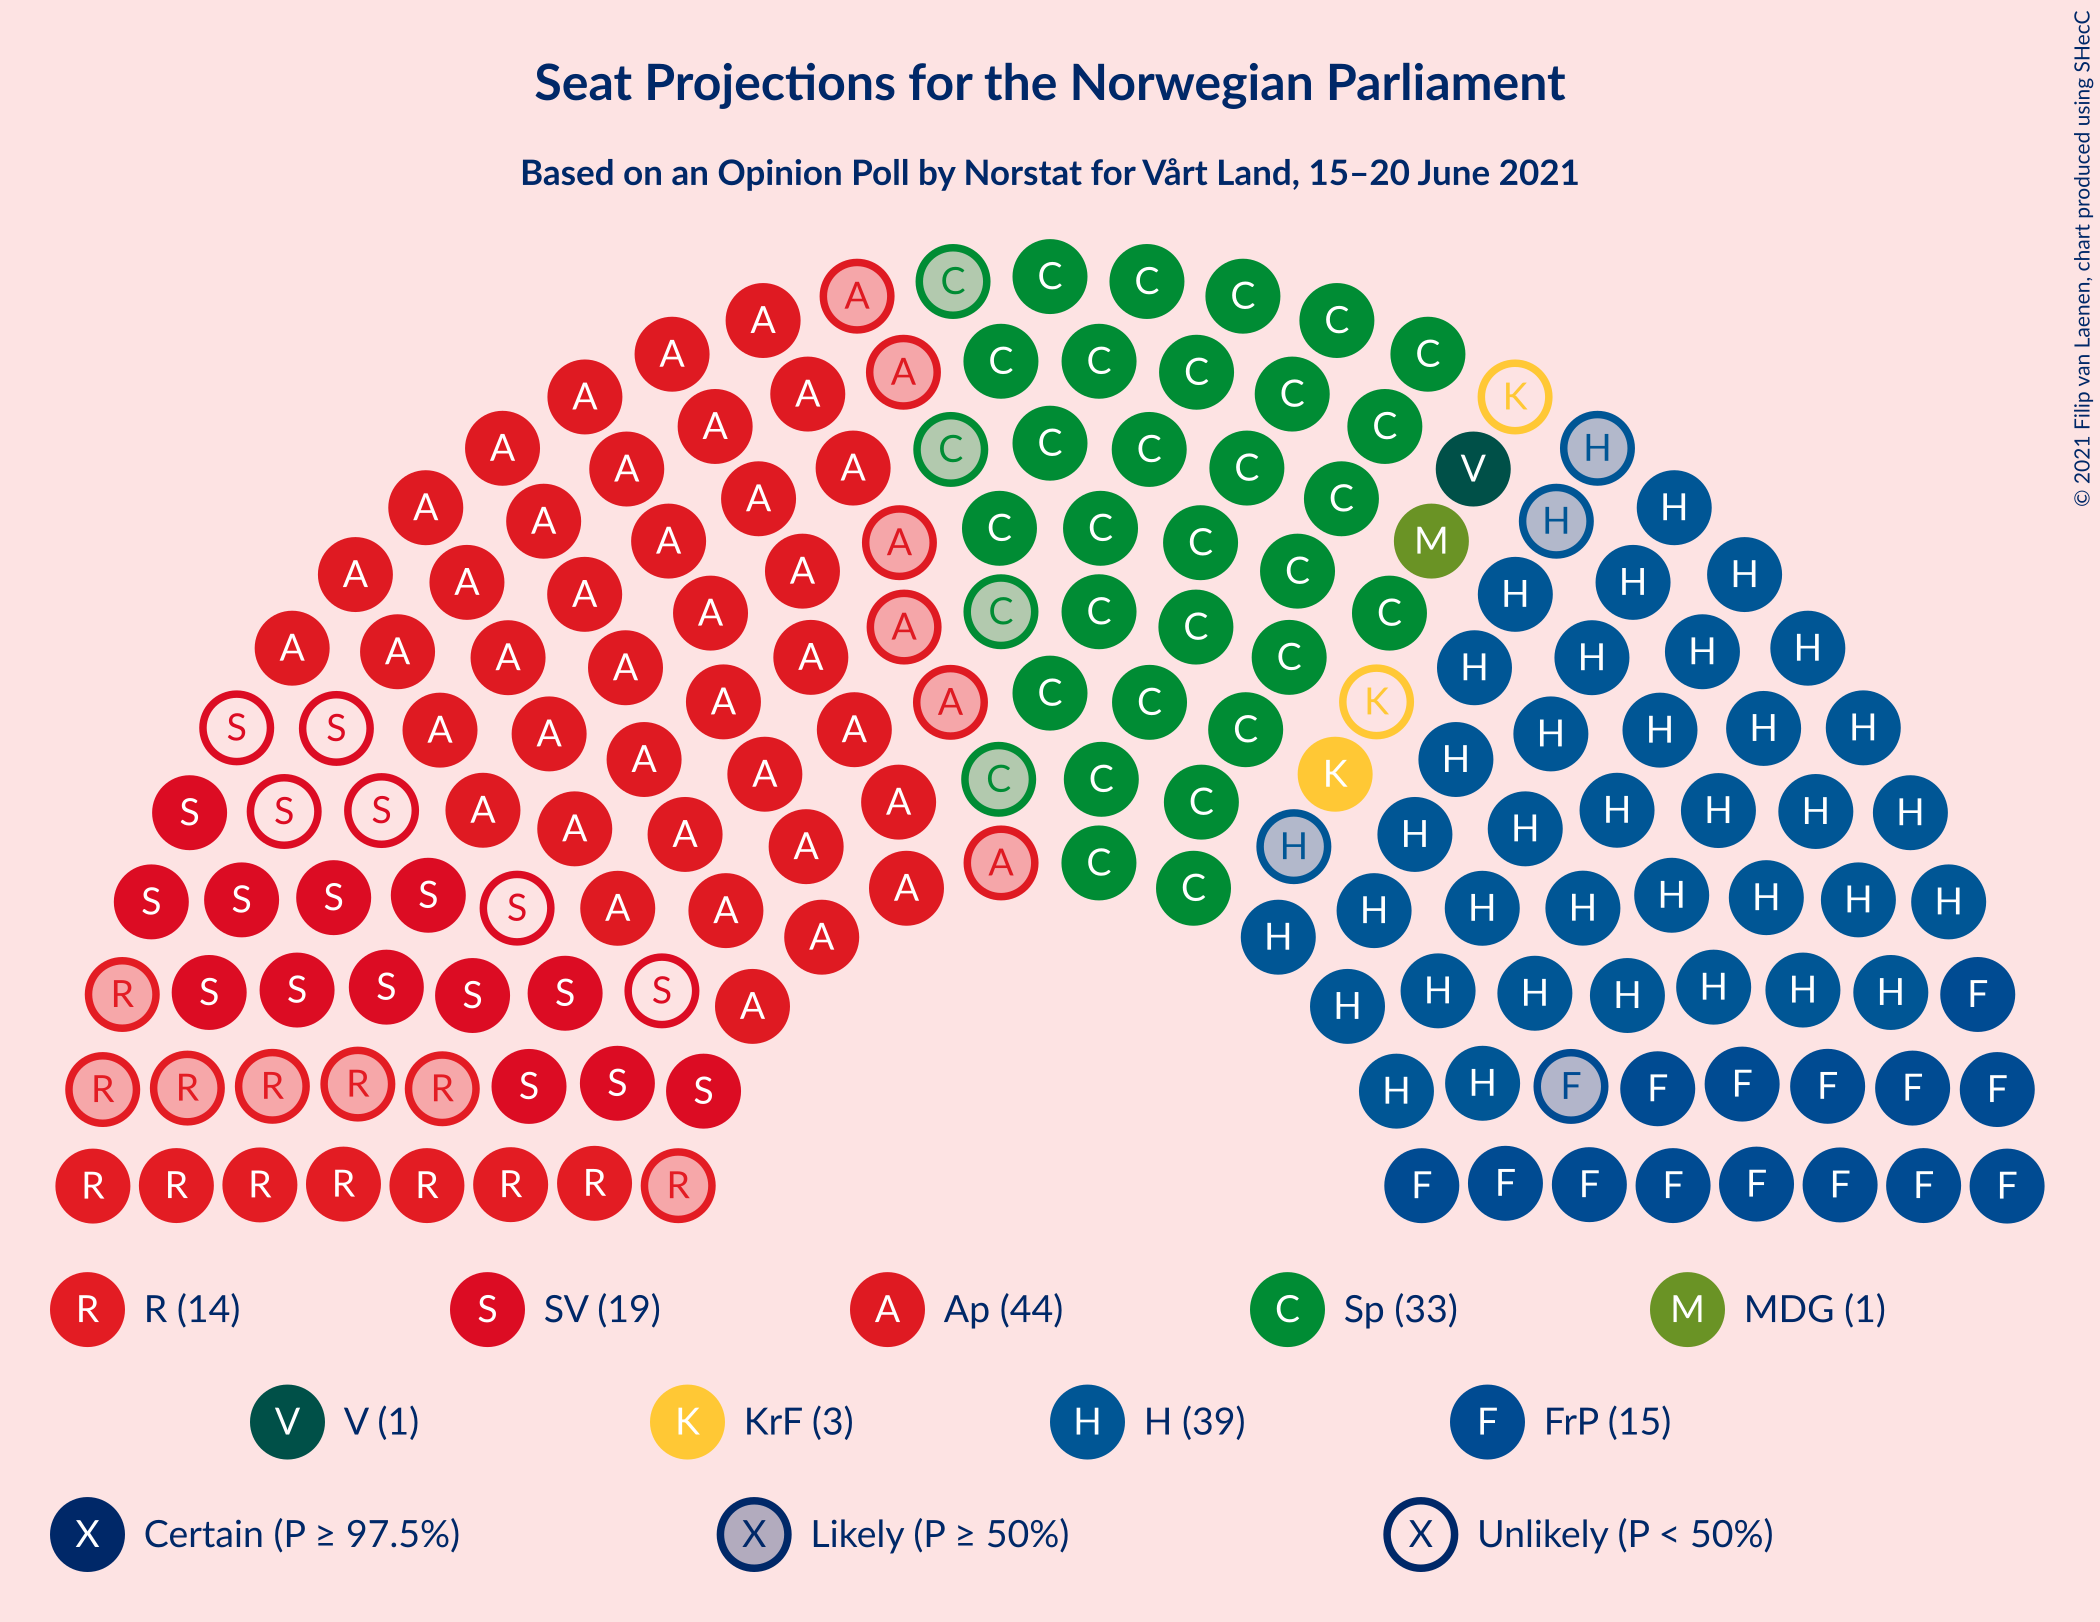 Seat Projections for the Norwegian Parliament
Based on an Opinion Poll by Norstat for Vårt Land, 15–20 June 2021
© 2021 Filip van Laenen, chart produced using SHecC
A C C C C
A C
A A C C C C
A A C K
A A C C C C H
A A C V
A A C H
A A A C C C M H
A A A A C H H H
A A C C C C
A A A A A C H H H H
A A C C K
S S A A A C H H H H
A A C C K H
S S S A A A A C H H H H H H
A A C H
S S S S S A A A C H H H H H H H
A H
R S S S S S S A H H H H H H H F
R R R R R S S S H H F F F F F F
R R R R R R R R F F F F F F F F
R R (14) S SV (19) A Ap (44) C Sp (33) M MDG (1)
V V (1) K KrF (3) H H (39) F FrP (15)
X Certain (P ≥ 97.5%) X Likely (P ≥ 50%) X Unlikely (P < 50%)